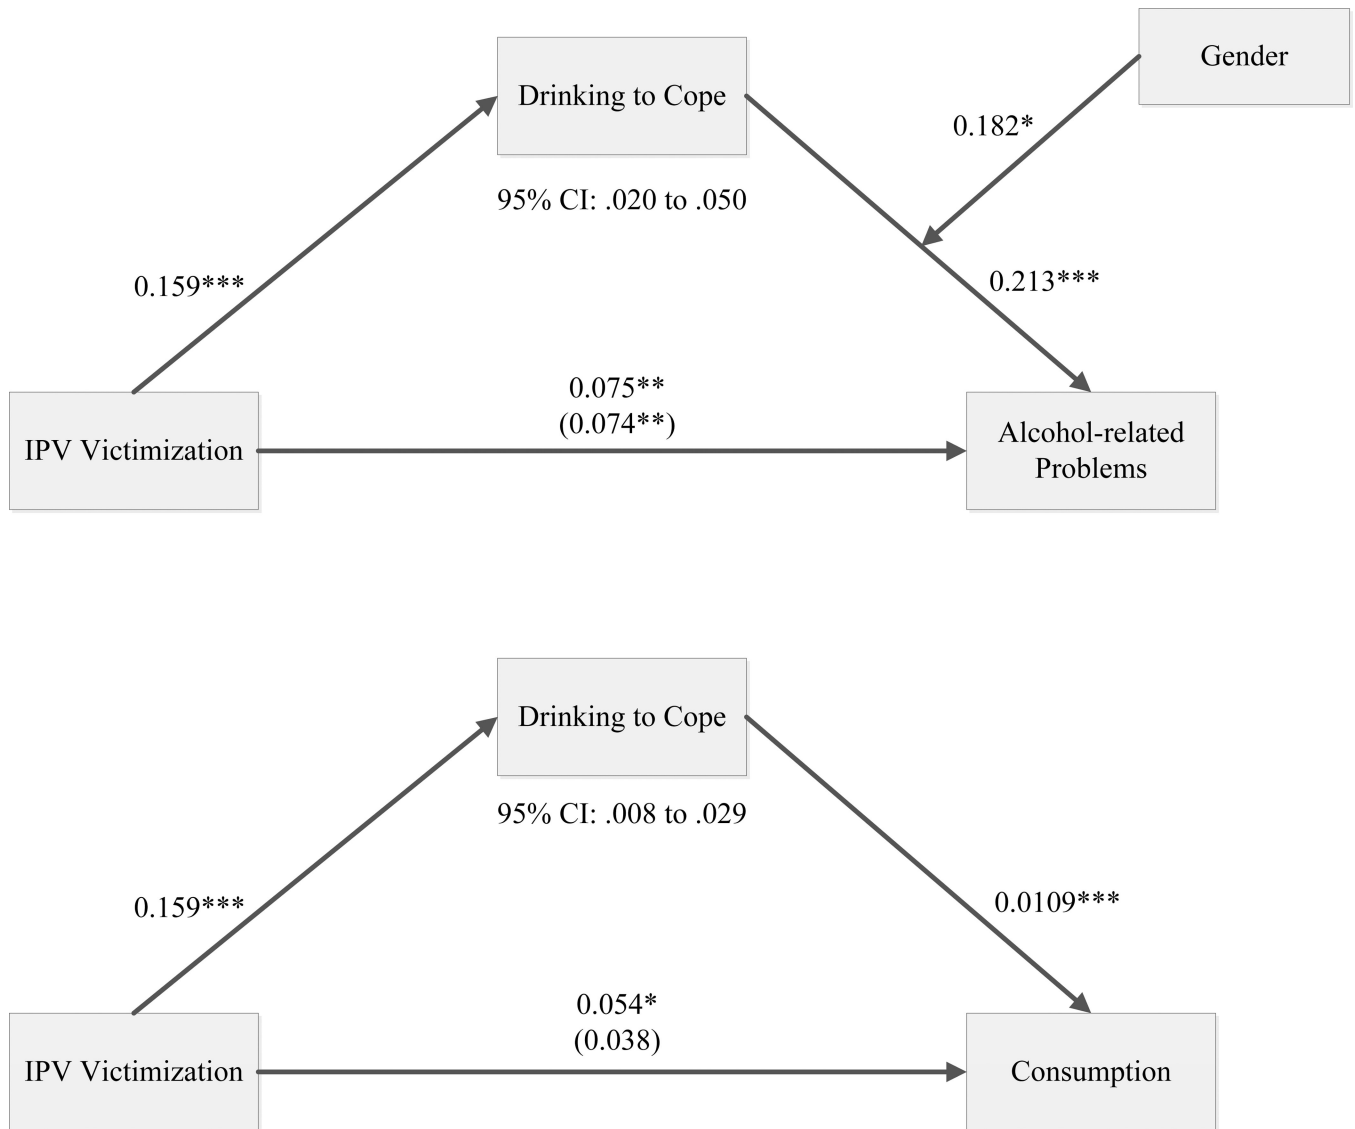 Gender
Drinking to Cope
0.182*
95% CI: .020 to .050
0.159***
0.213***
0.075**
(0.074**)
IPV Victimization
Alcohol-related
Problems
Drinking to Cope
95% CI: .008 to .029
0.159***
0.0109***
0.054*
(0.038)
IPV Victimization
Consumption